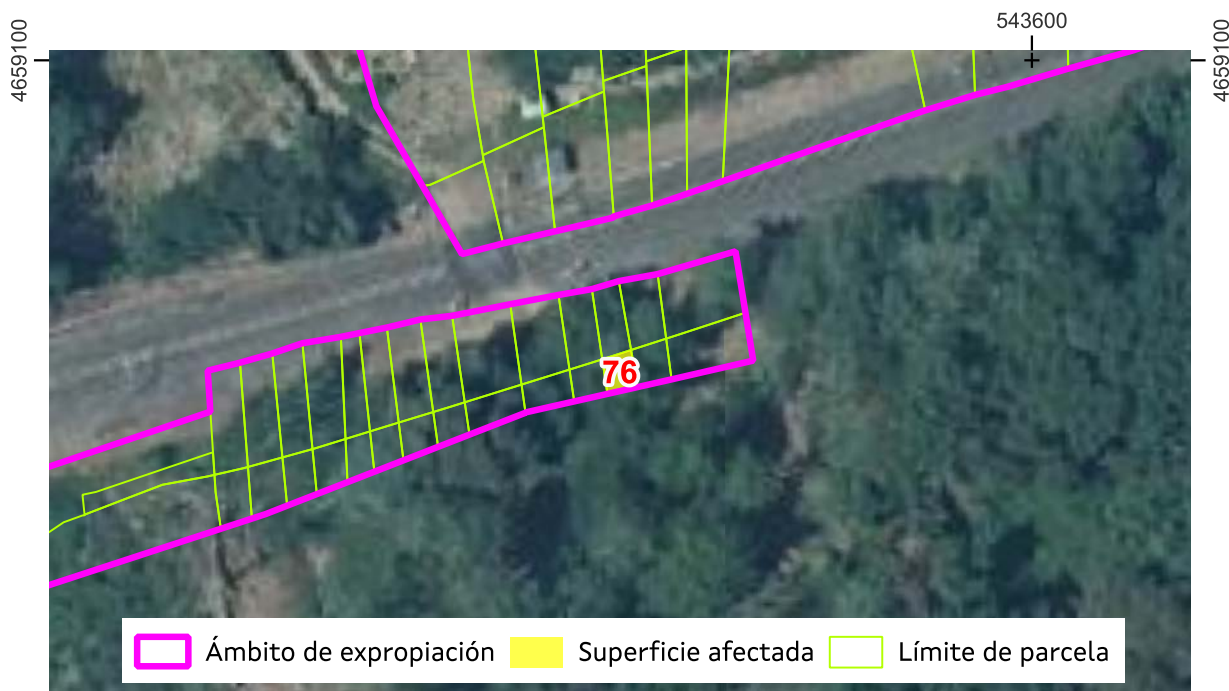 543600
4659100
4659100
76
Ámbito de expropiación
Superficie afectada
Límite de parcela